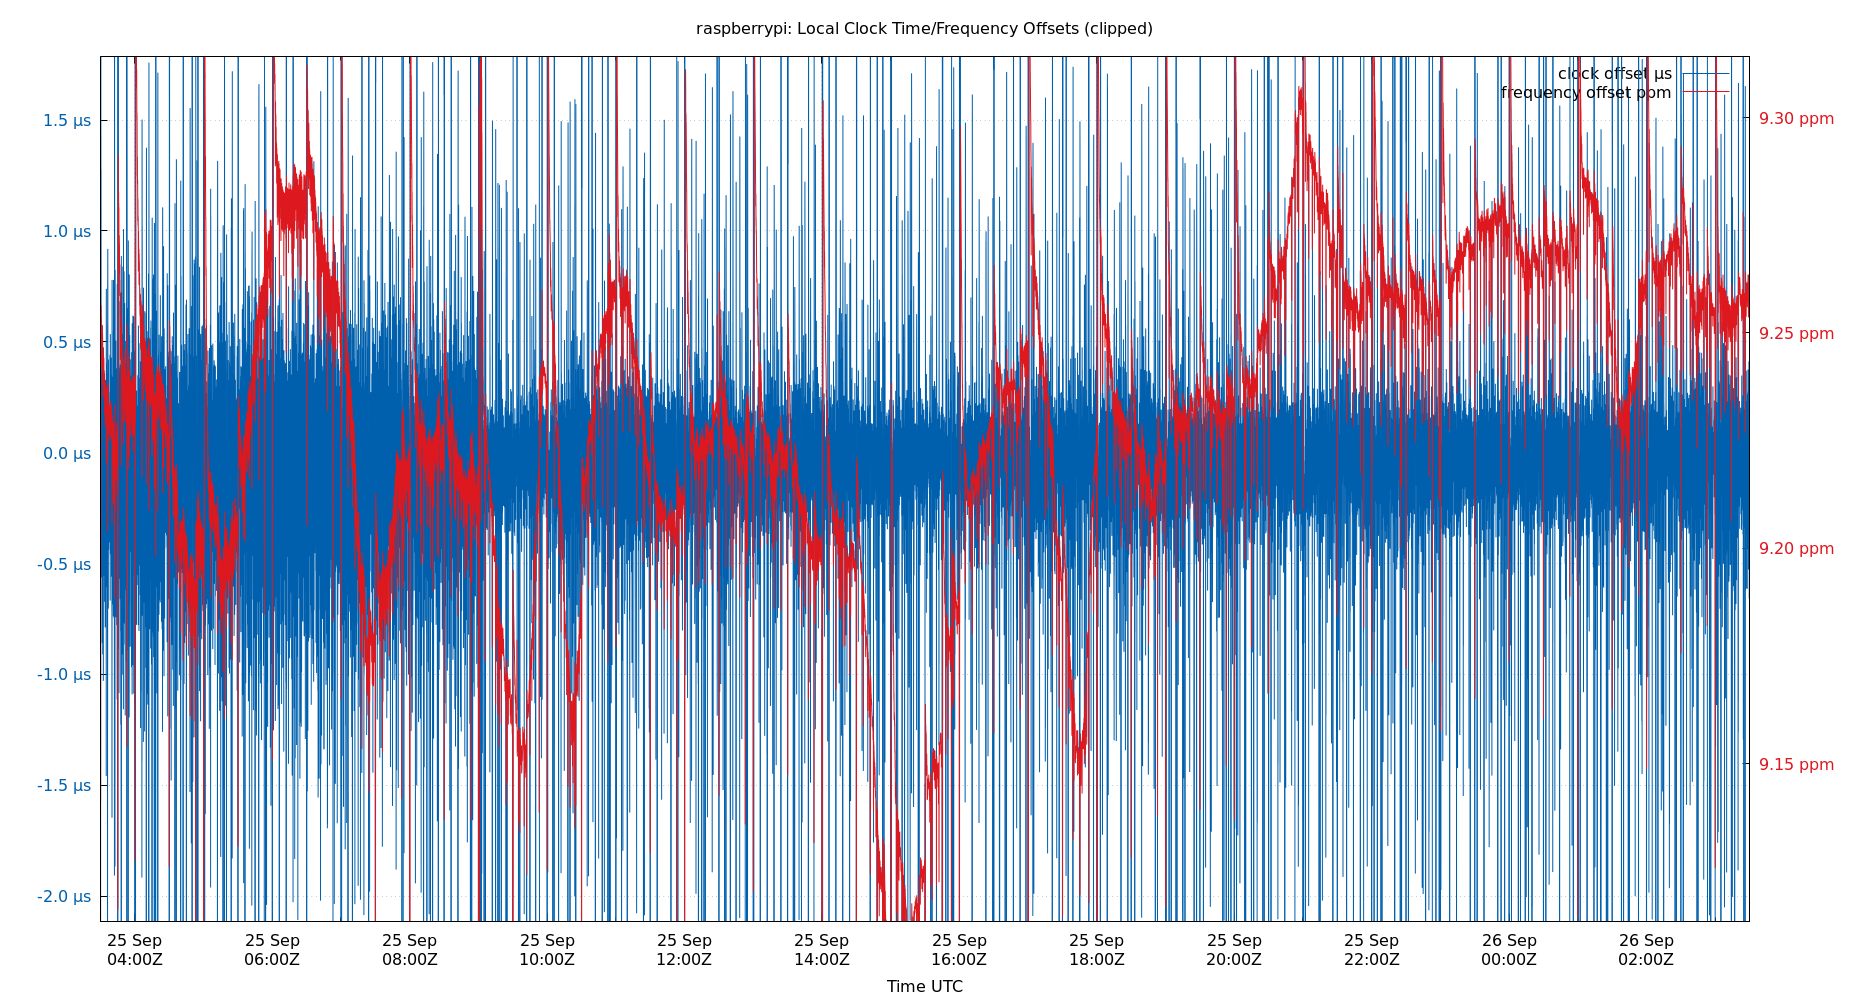 raspberrypi: Local Clock Time/Frequency Offsets (clipped)
clock offset µs
frequency offset ppm
1.5 µs
1.0 µs
0.5 µs
0.0 µs
-0.5 µs
-1.0 µs
-1.5 µs
-2.0 µs
9.30 ppm
9.25 ppm
9.20 ppm
9.15 ppm
25 Sep 25 Sep 25 Sep 25 Sep 25 Sep 25 Sep 25 Sep 25 Sep 25 Sep 25 Sep 26 Sep 26 Sep
04:00Z 06:00Z 08:00Z 10:00Z 12:00Z 14:00Z 16:00Z 18:00Z 20:00Z 22:00Z 00:00Z 02:00Z
Time UTC